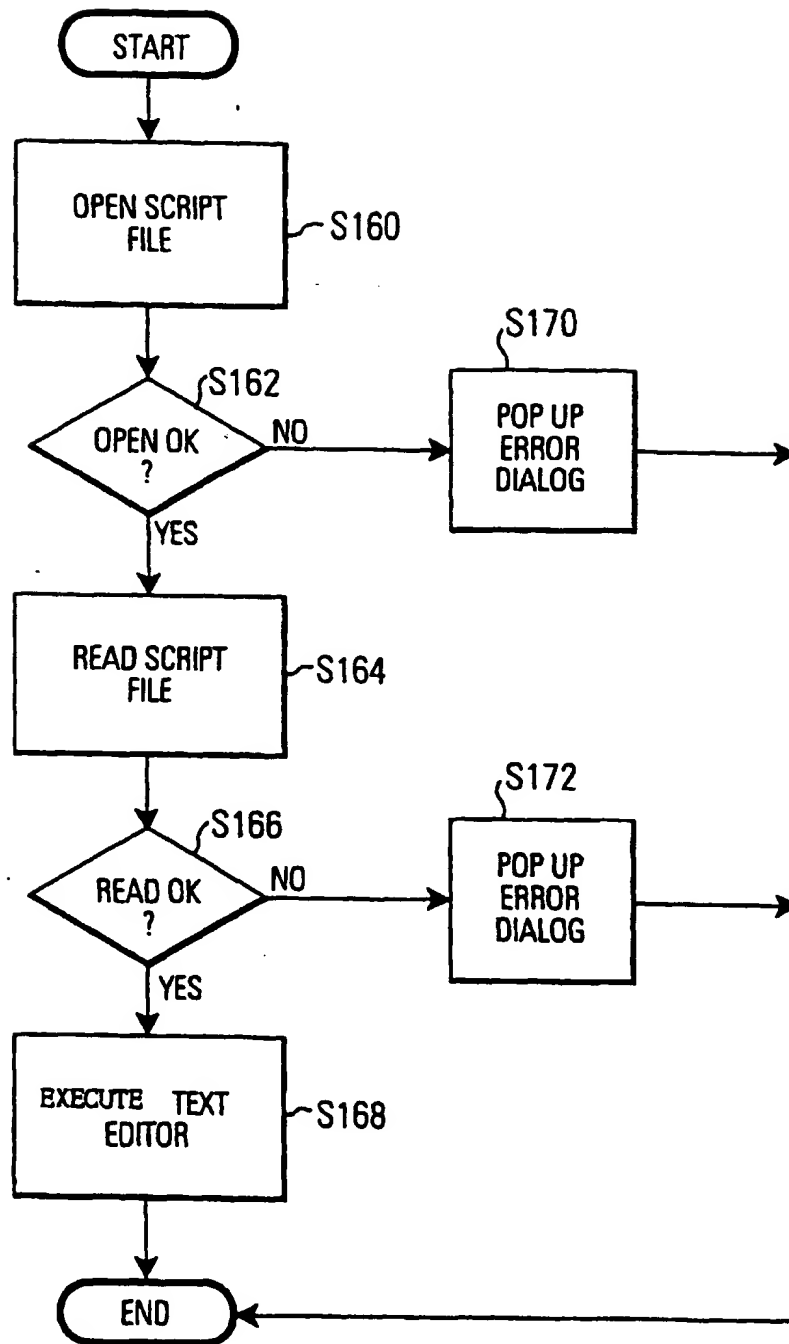 START
OPEN SCRIPT
FILE
S160
S162
OPEN OK
?
NO
YES
S170
POP UP
ERROR
DIALOG
READ SCRIPT
FILE
S164
S166
READ OK
?
NO
YES
S172
POP UP
ERROR
DIALOG
EXECUTE TEXT
EDITOR
S168
END